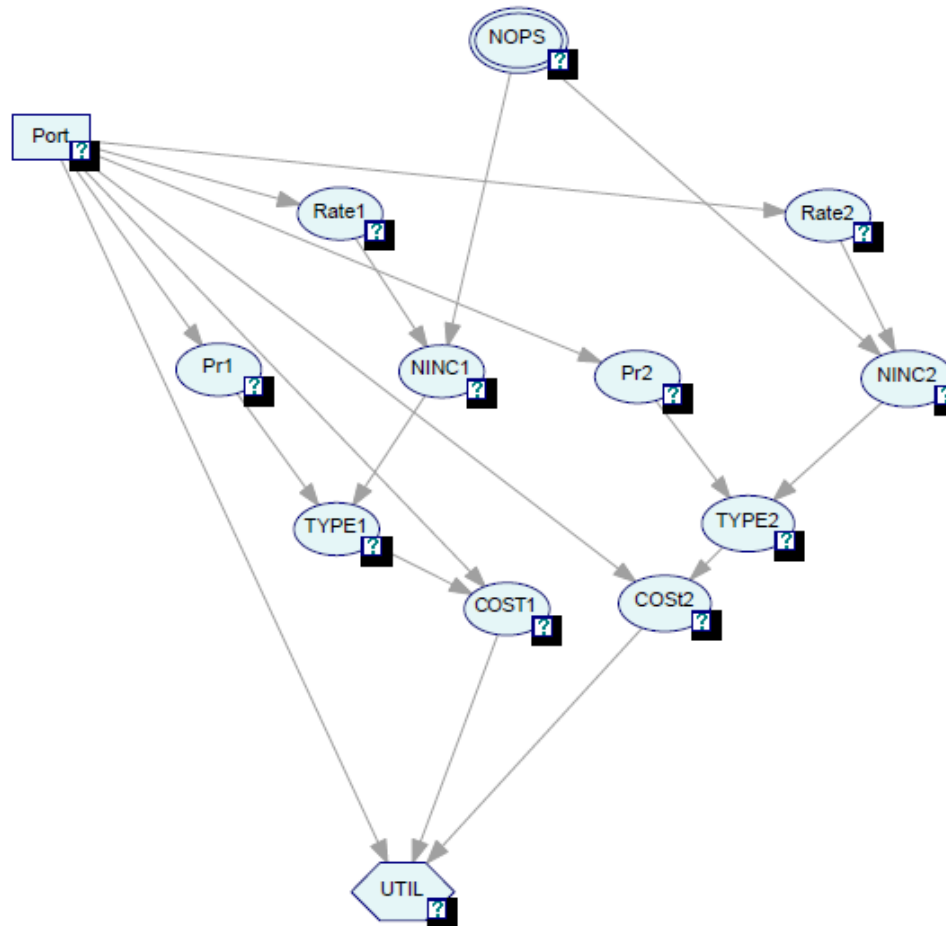 NOPS
?
Port
?
Rate1
?
Rate2
?
Pr1
?
NINC1
?
Pr2
?
NINC2
?
TYPE1
?
TYPE2
?
COST1
?
COSt2
?
UTIL
?